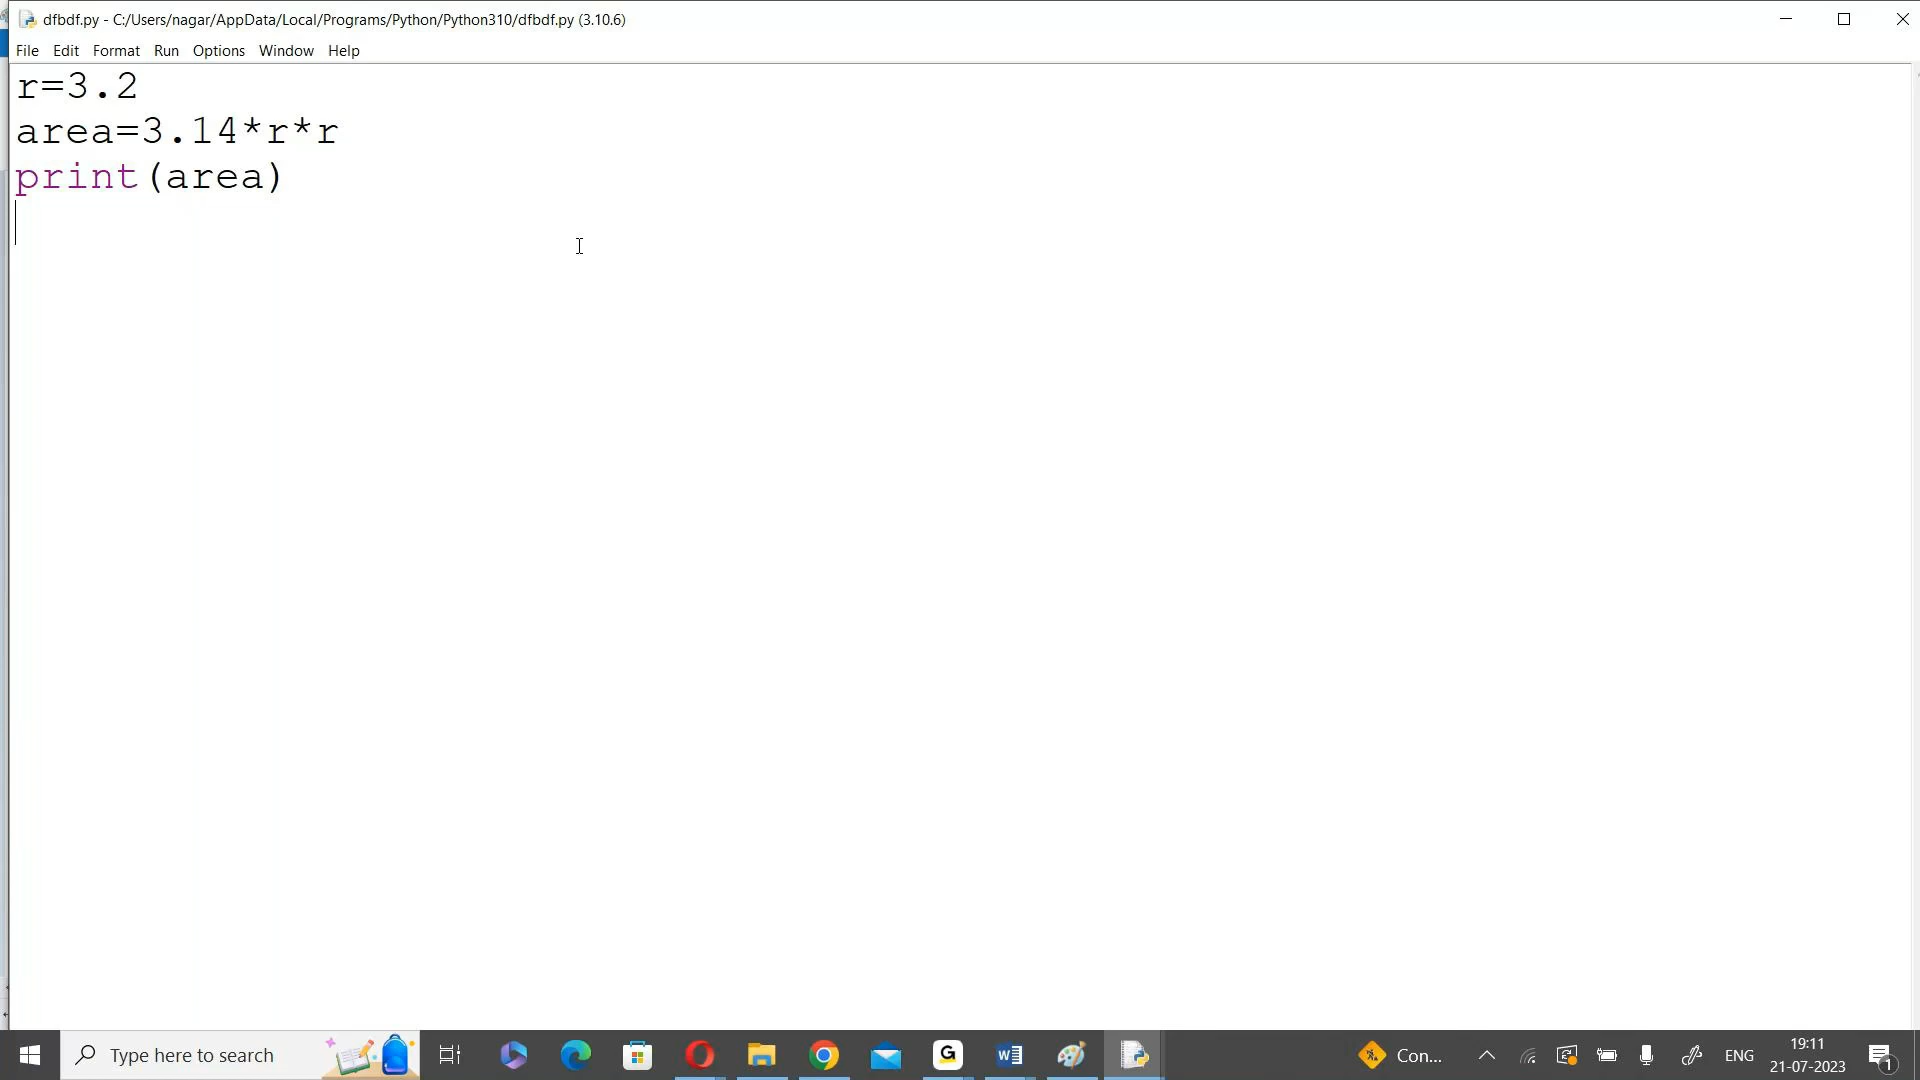 dfbdf.py - C:/Users/nagar/AppData/Local/Programs/Python/Python310/dfbdf.py (3.10.6)
File Edit Format Run Options Window Help
r=3.2
area=3.14*r*r
print(area)
Type here to search
G
W
Con...
ENG
19:11
21-07-2023
1